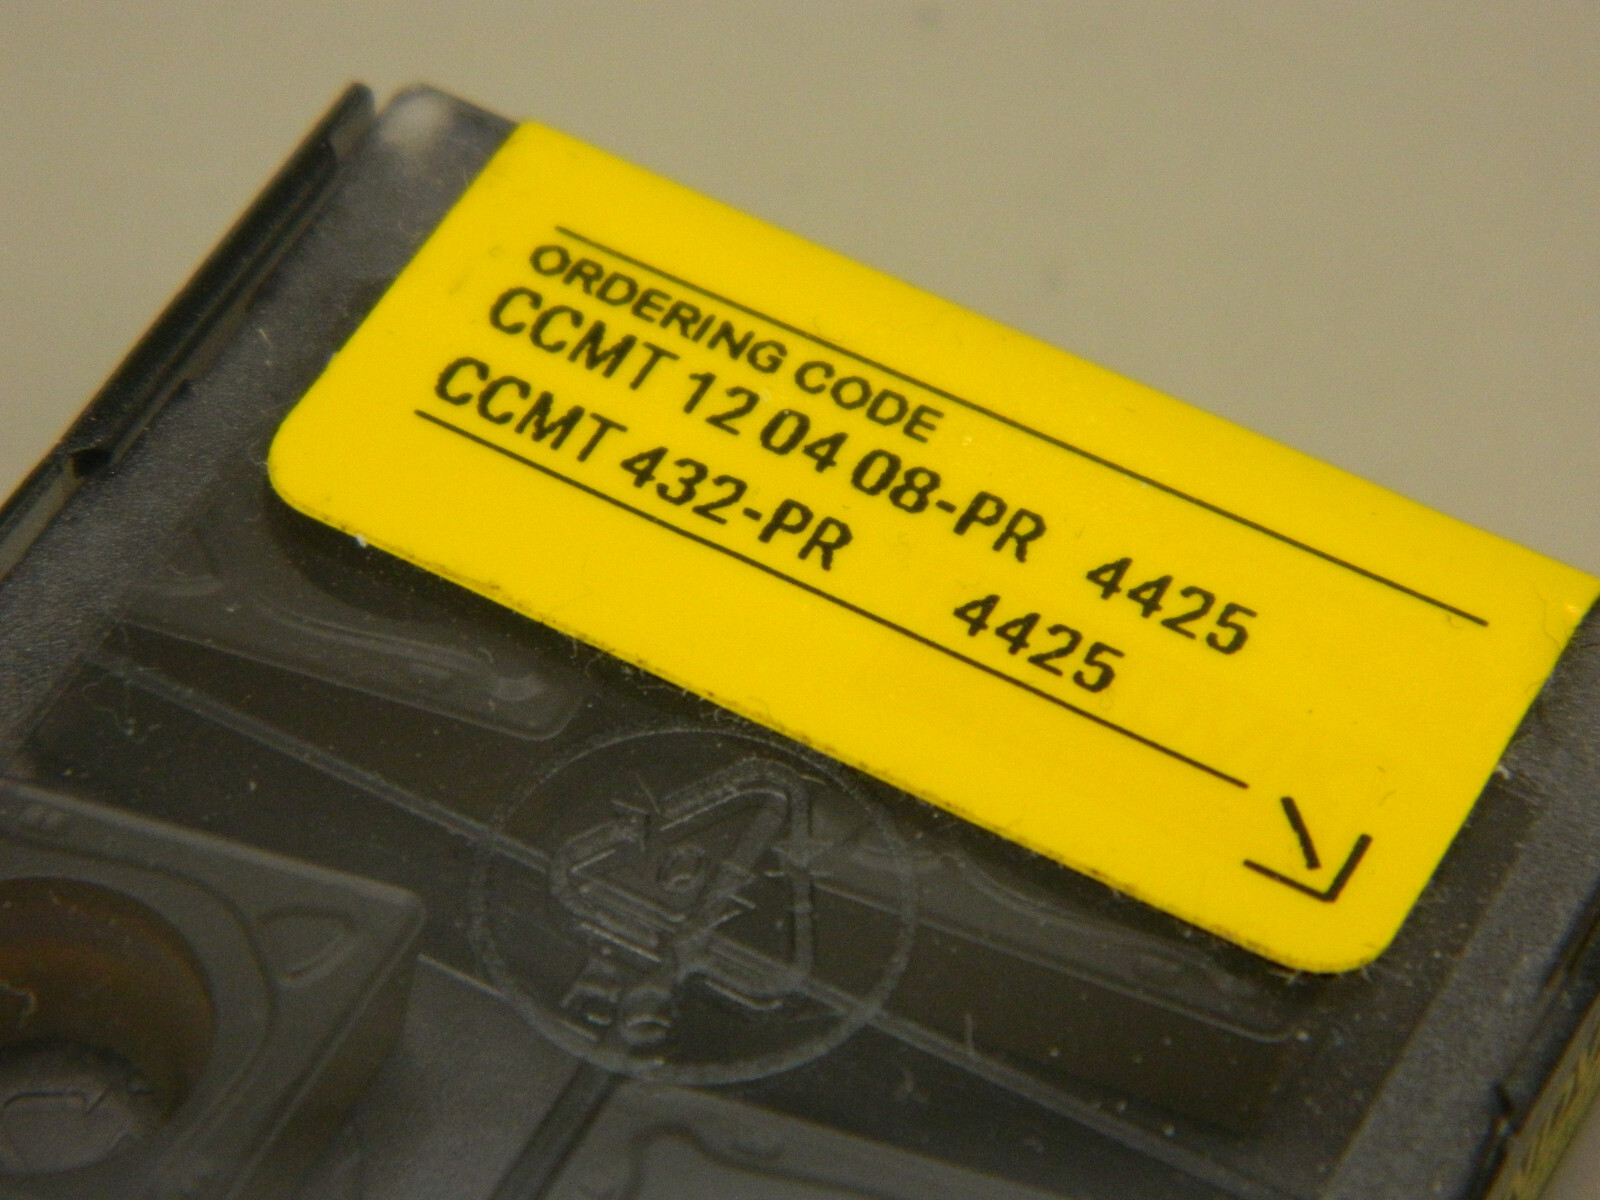 ORDERING CODE
CCMT 12 04 08-PR 4425
CCMT 432-PR 4425